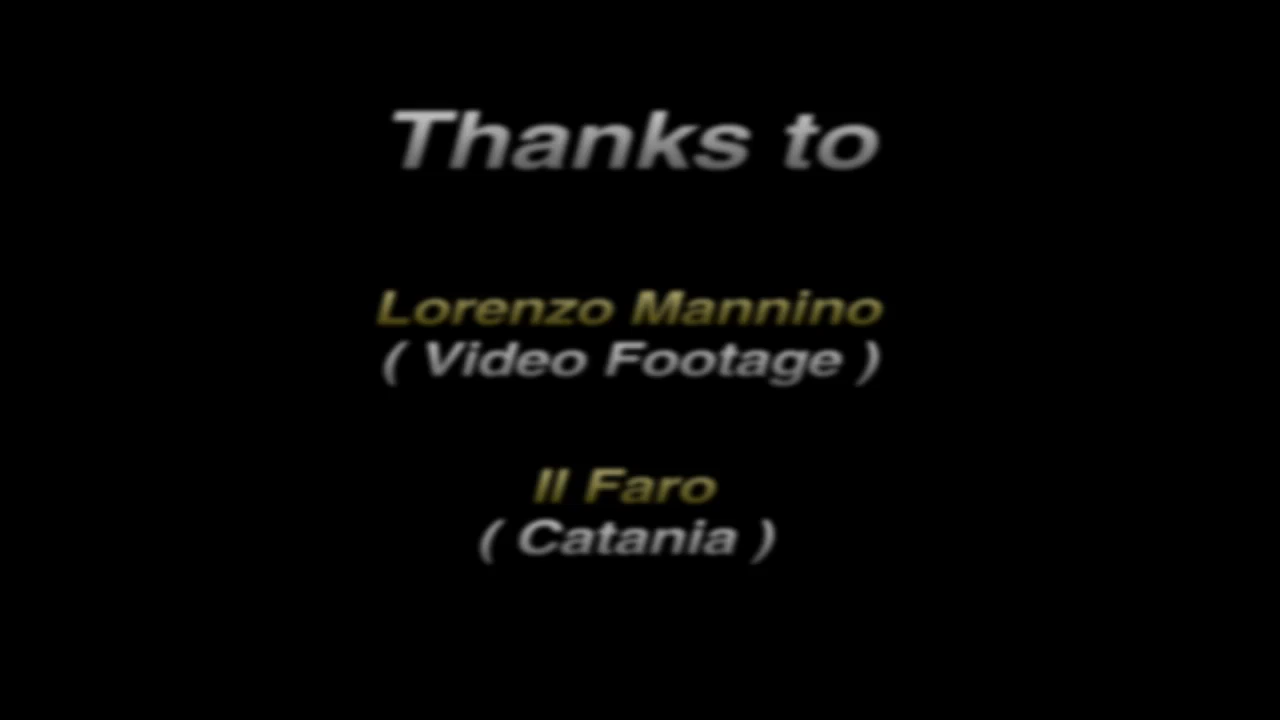 Thanks to
Lorenzo Mannino
( Video Footage )
Il Faro
( Catania )